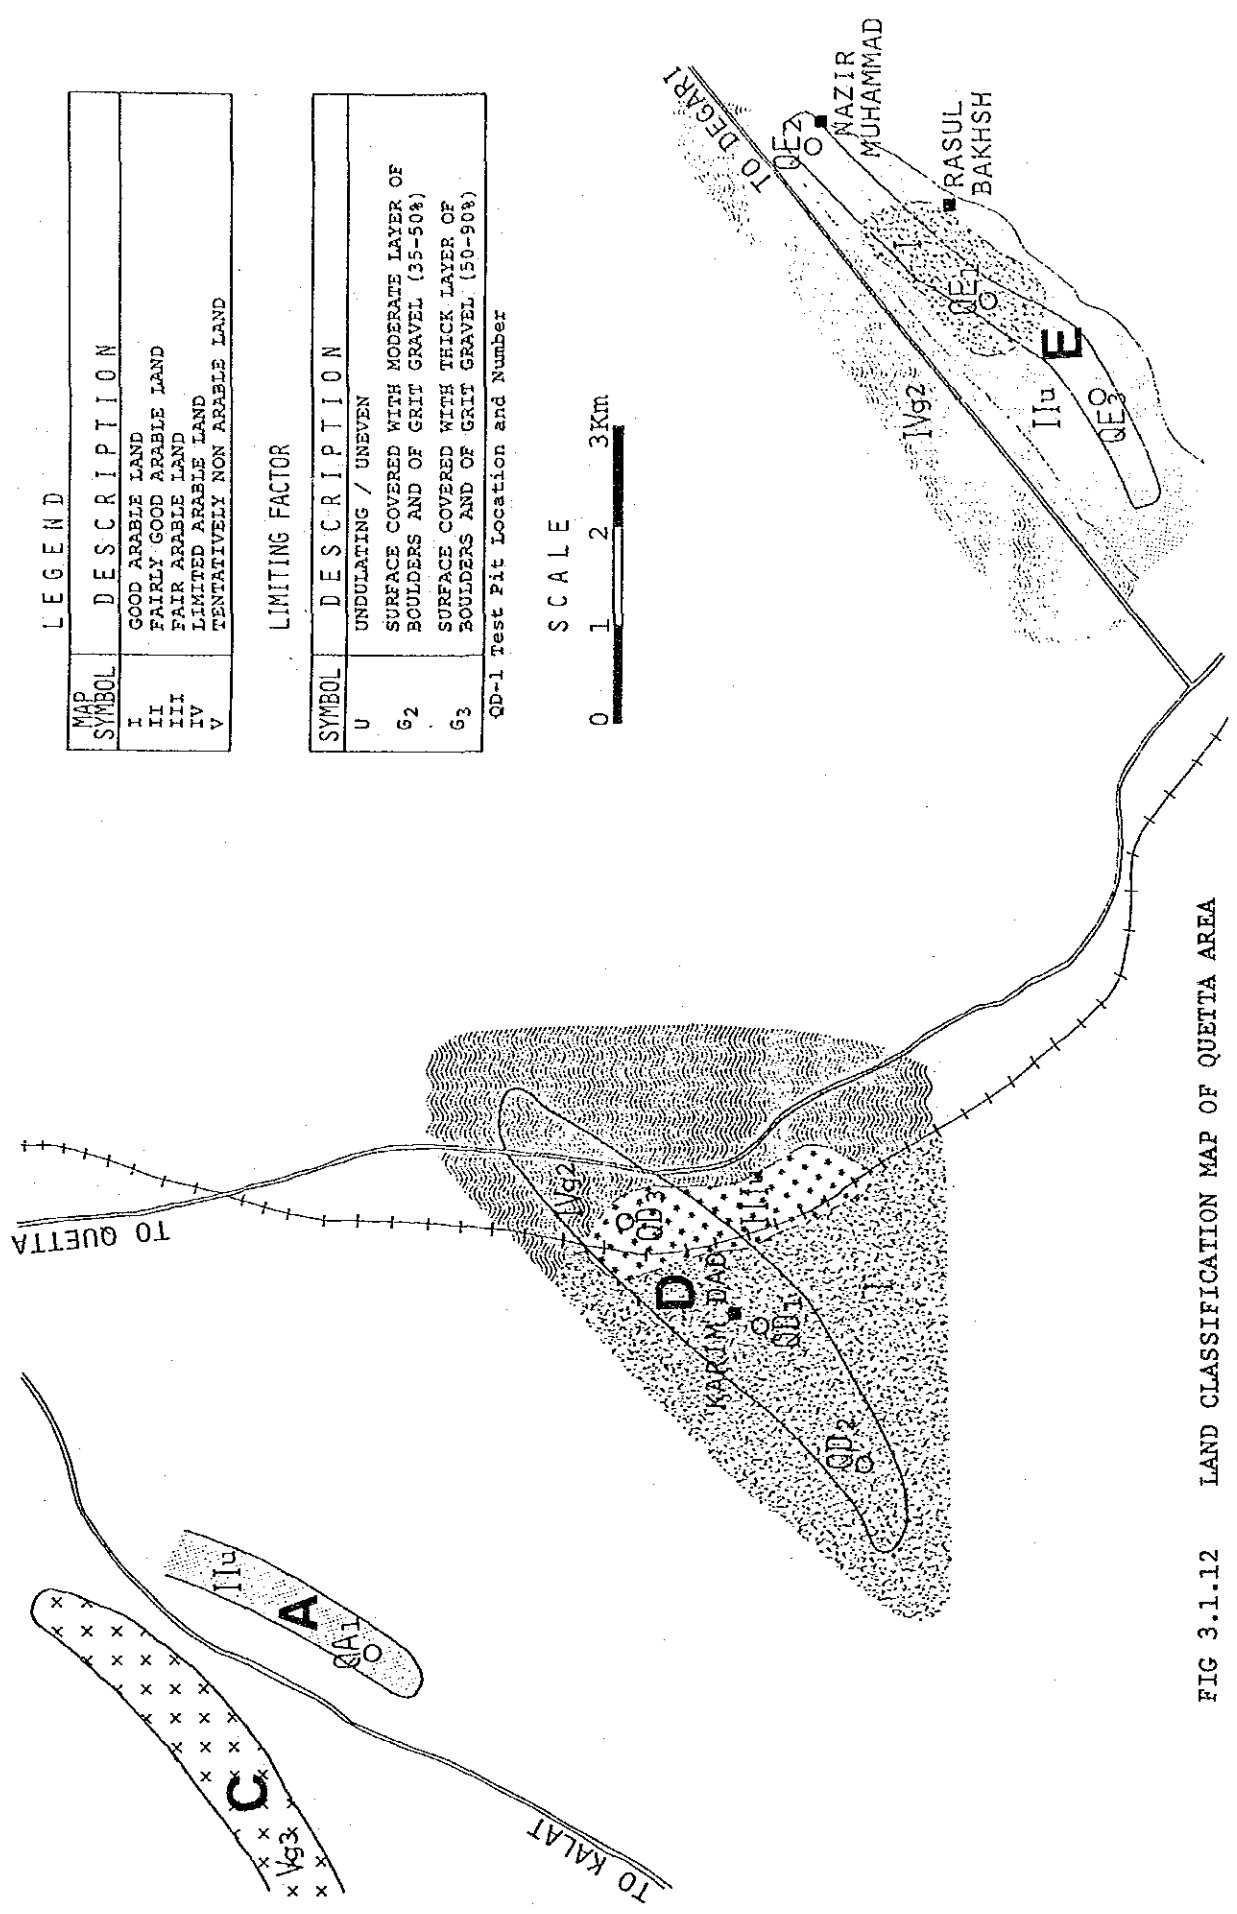 LEGEND
MAP SYMBOL DESCRIPTION
I GOOD ARABLE LAND
II FAIRLY GOOD ARABLE LAND
III FAIR ARABLE LAND
IV LIMITED ARABLE LAND
V TENTATIVELY NON ARABLE LAND
LIMITING FACTOR
SYMBOL DESCRIPTION
U UNDULATING / UNEVEN
G2 SURFACE COVERED WITH MODERATE LAYER OF
BOULDERS AND OF GRIT GRAVEL (35-50%)
G3 SURFACE COVERED WITH THICK LAYER OF
BOULDERS AND OF GRIT GRAVEL (50-90%)
QD-1 Test Pit Location and Number
SCALE
0 1 2 3Km
TO QUETTA
TO KALAT
TO DEGARI
C
Vg3
A
IIu
QA1
IVg2
QD3
IIIu
D
KARIM DAD
QD1
QD2
I
IVg2
QE2
NAZIR
MUHAMMAD
RASUL
BAKHSH
I
QE1
E
IIu
QE3
FIG 3.1.12 LAND CLASSIFICATION MAP OF QUETTA AREA